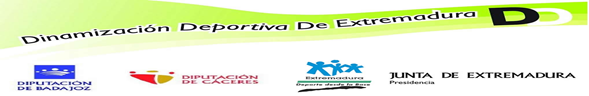 Dinamización Deportiva De Extremadura DD
DIPUTACIÓN
DE BADAJOZ
DIPUTACIÓN
DE CÁCERES
Extremadura
Deporte desde la Base
JUNTA DE EXTREMADURA
Presidencia